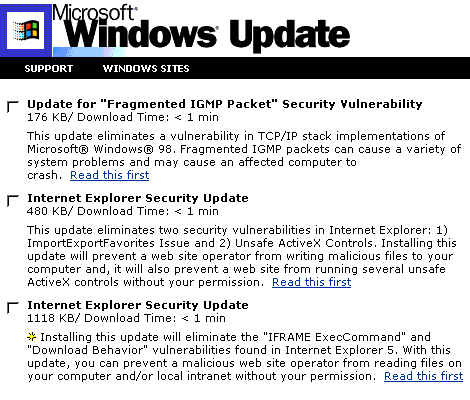 Microsoft®
Windows® Update
SUPPORT WINDOWS SITES
Update for "Fragmented IGMP Packet" Security Vulnerability
176 KB/ Download Time: < 1 min
This update eliminates a vulnerability in TCP/IP stack implementations of
Microsoft® Windows® 98. Fragmented IGMP packets can cause a variety of
system problems and may cause an affected computer to
crash. Read this first
Internet Explorer Security Update
480 KB/ Download Time: < 1 min
This update eliminates two security vulnerabilities in Internet Explorer: 1)
ImportExportFavorites Issue and 2) Unsafe ActiveX Controls. Installing this
update will prevent a web site operator from writing malicious files to your
computer and, it will also prevent a web site from running several unsafe
ActiveX controls without your permission. Read this first
Internet Explorer Security Update
1118 KB/ Download Time: < 1 min
Installing this update will eliminate the "IFRAME ExecCommand" and
"Download Behavior" vulnerabilities found in Internet Explorer 5. With this
update, you can prevent a malicious web site operator from reading files on
your computer and/or local intranet without your permission. Read this first